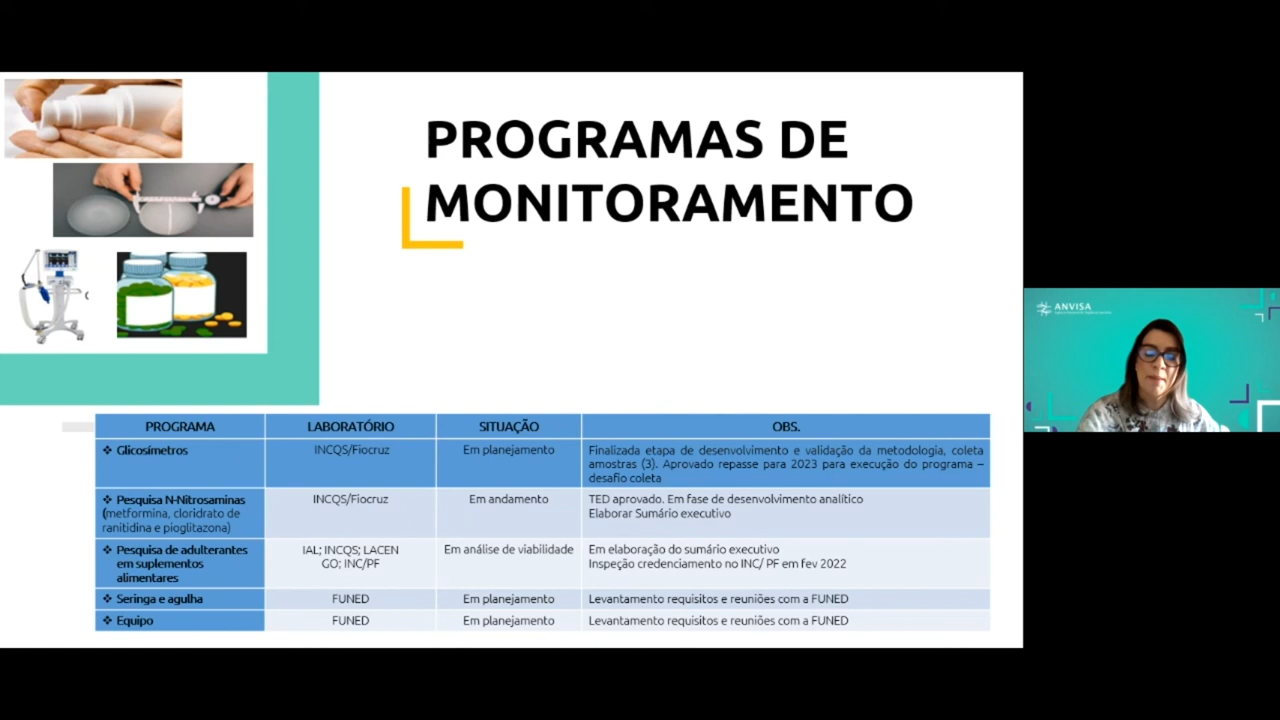 PROGRAMAS DE
MONITORAMENTO
ANVISA
PROGRAMA LABORATÓRIO SITUAÇÃO OBS.
❖ Glicosímetros INCQS/Fiocruz Em planejamento Finalizada etapa de desenvolvimento e validação da metodologia, coleta
amostras (3). Aprovado repasse para 2023 para execução do programa –
desafio coleta
❖ Pesquisa N-Nitrosaminas INCQS/Fiocruz Em andamento TED aprovado. Em fase de desenvolvimento analítico
(metformina, cloridrato de Elaborar Sumário executivo
ranitidina e pioglitazona)
❖ Pesquisa de adulterantes IAL; INCQS; LACEN Em análise de viabilidade Em elaboração do sumário executivo
em suplementos GO; INC/PF Inspeção credenciamento no INC/ PF em fev 2022
alimentares
❖ Seringa e agulha FUNED Em planejamento Levantamento requisitos e reuniões com a FUNED
❖ Equipo FUNED Em planejamento Levantamento requisitos e reuniões com a FUNED